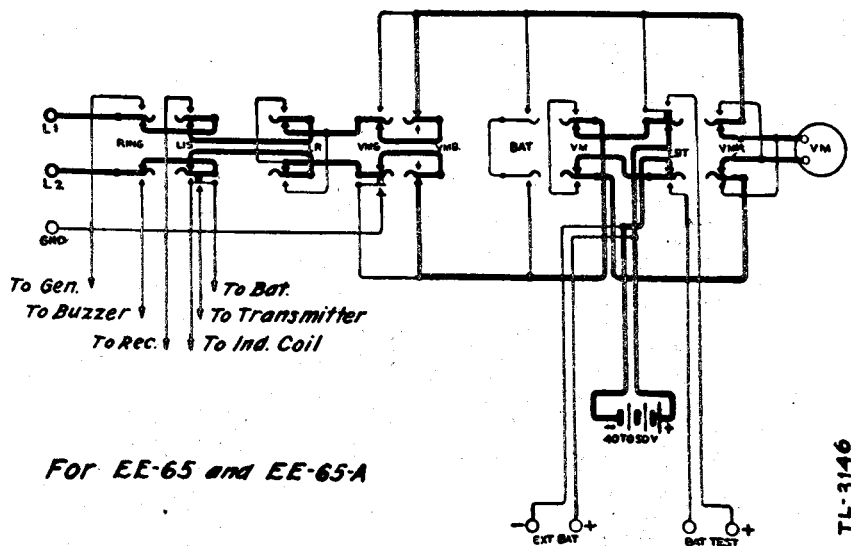 L1
RING
LIS
R
VMG
VMB
BAT
VM
BT
VMR
VM
L2
GND
To Gen.
To Bat.
To Buzzer
To Transmitter
To Rec.
To Ind. Coil
- +
40 TO 50 V
For EE-65 and EE-65-A
TL-3146
- +
EXT BAT
+
BAT TEST